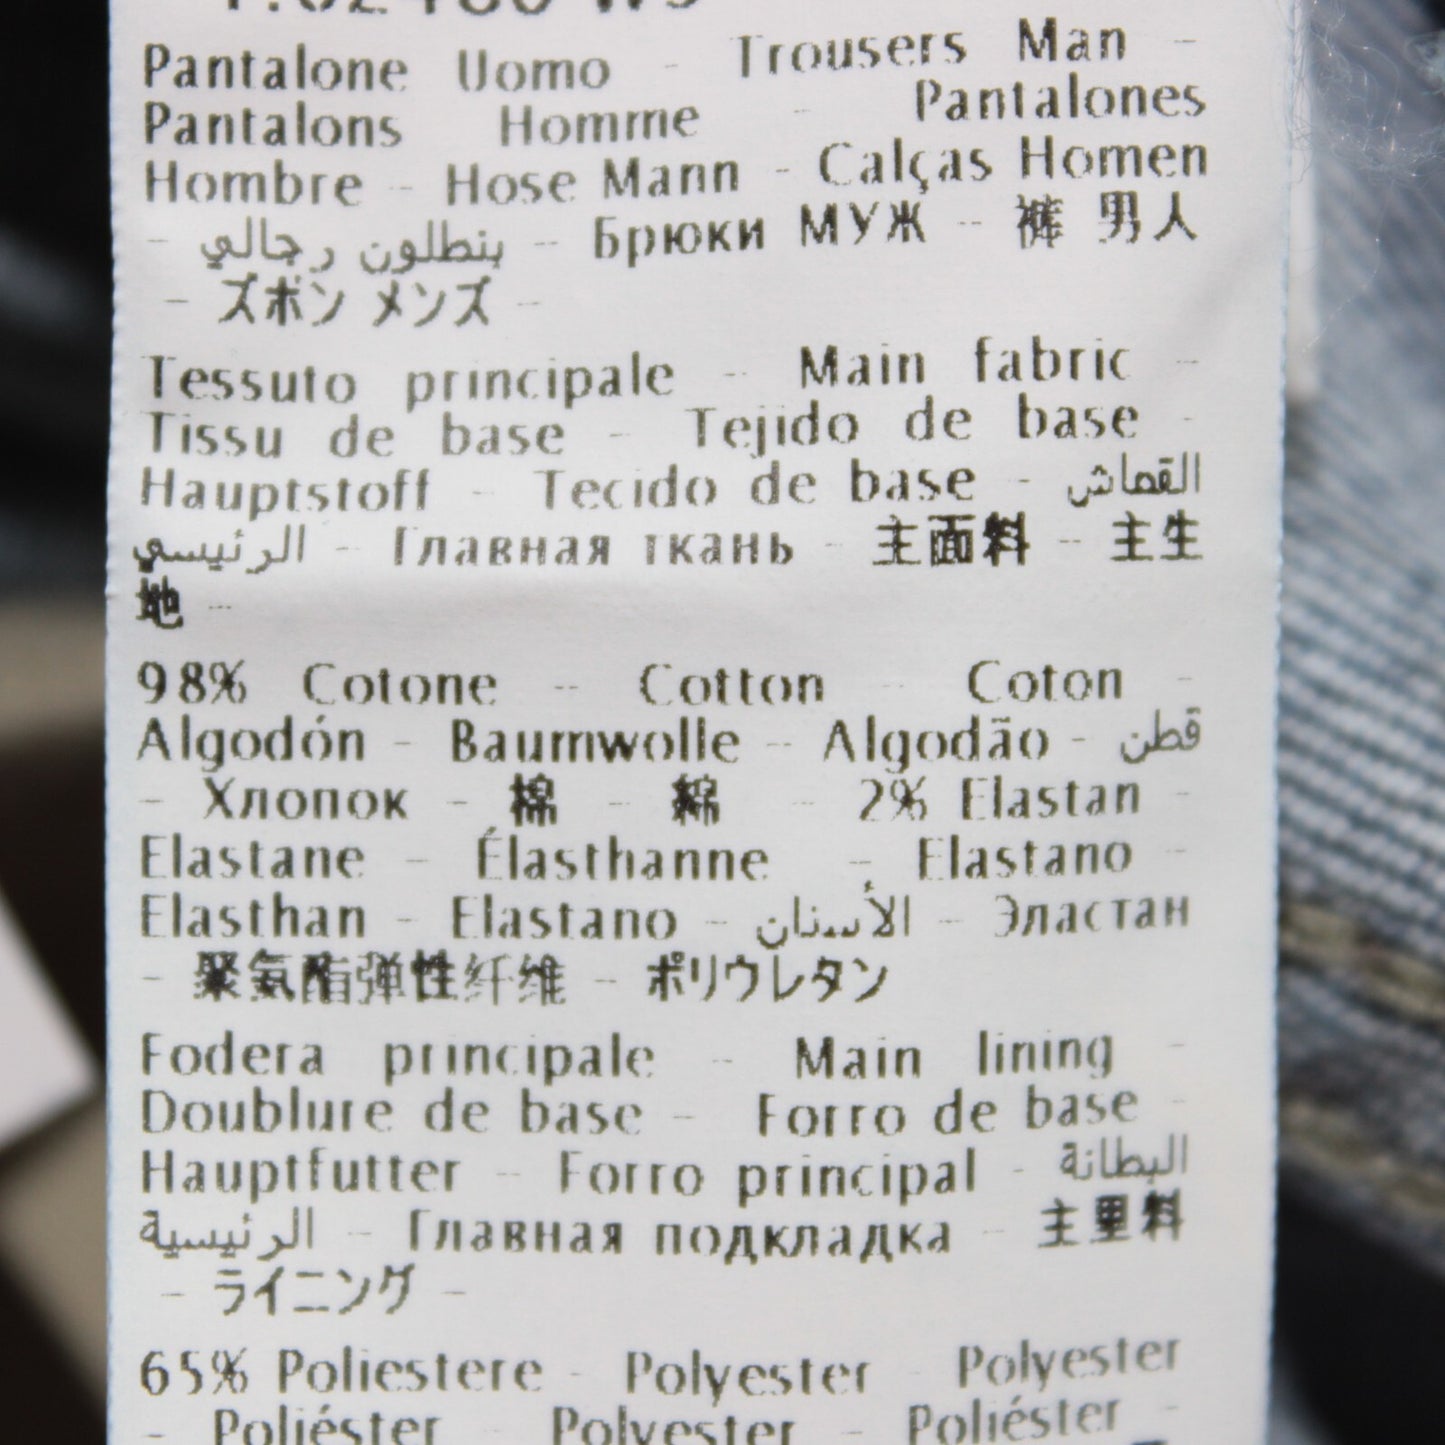 Pantalone Uomo - Trousers Man -
Pantalons Homme - Pantalones
Hombre - Hose Mann - Calças Homen
- بنطلون رجالي - Брюки МУЖ - 裤 男人
- ズボン メンズ -
Tessuto principale - Main fabric -
Tissu de base - Tejido de base -
Hauptstoff - Tecido de base - القماش
الرئيسي - Главная ткань - 主面料 - 主生
地 -
98% Cotone - Cotton - Coton -
Algodón - Baumwolle - Algodão - قطن
- Хлопок - 棉 - 綿 - 2% Elastan -
Elastane - Élasthanne - Elastano -
Elasthan - Elastano - الأستان - Эластан
- 聚氨酯弹性纤维 - ポリウレタン
Fodera principale - Main lining -
Doublure de base - Forro de base -
Hauptfutter - Forro principal - البطانة
الرئيسية - Главная подкладка - 主里料
- ライニング -
65% Poliestere - Polyester - Polyester
- Poliéster - Polyester - Poliéster -